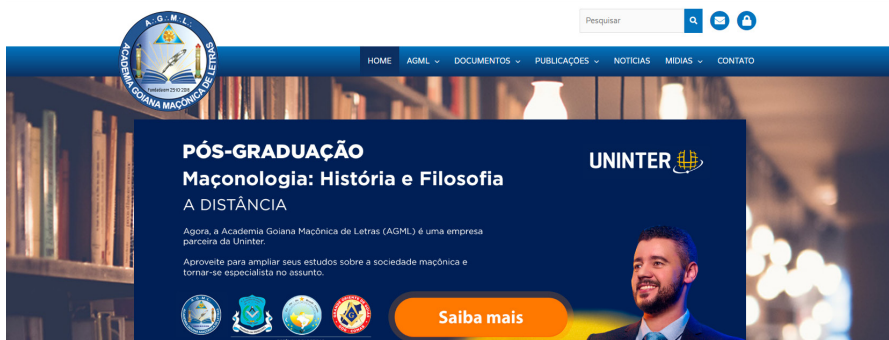 A∴G∴M∴L∴
ACADEMIA GOIANA MAÇÔNICA DE LETRAS
Pesquisar
HOME AGML DOCUMENTOS PUBLICAÇÕES NOTICIAS MIDIAS CONTATO
PÓS-GRADUAÇÃO
Maçonologia: História e Filosofia
A DISTÂNCIA
UNINTER
Agora, a Academia Goiana Maçônica de Letras (AGML) é uma empresa
parceira da Uninter.
Aproveite para ampliar seus estudos sobre a sociedade maçônica e
tornar-se especialista no assunto.
Saiba mais